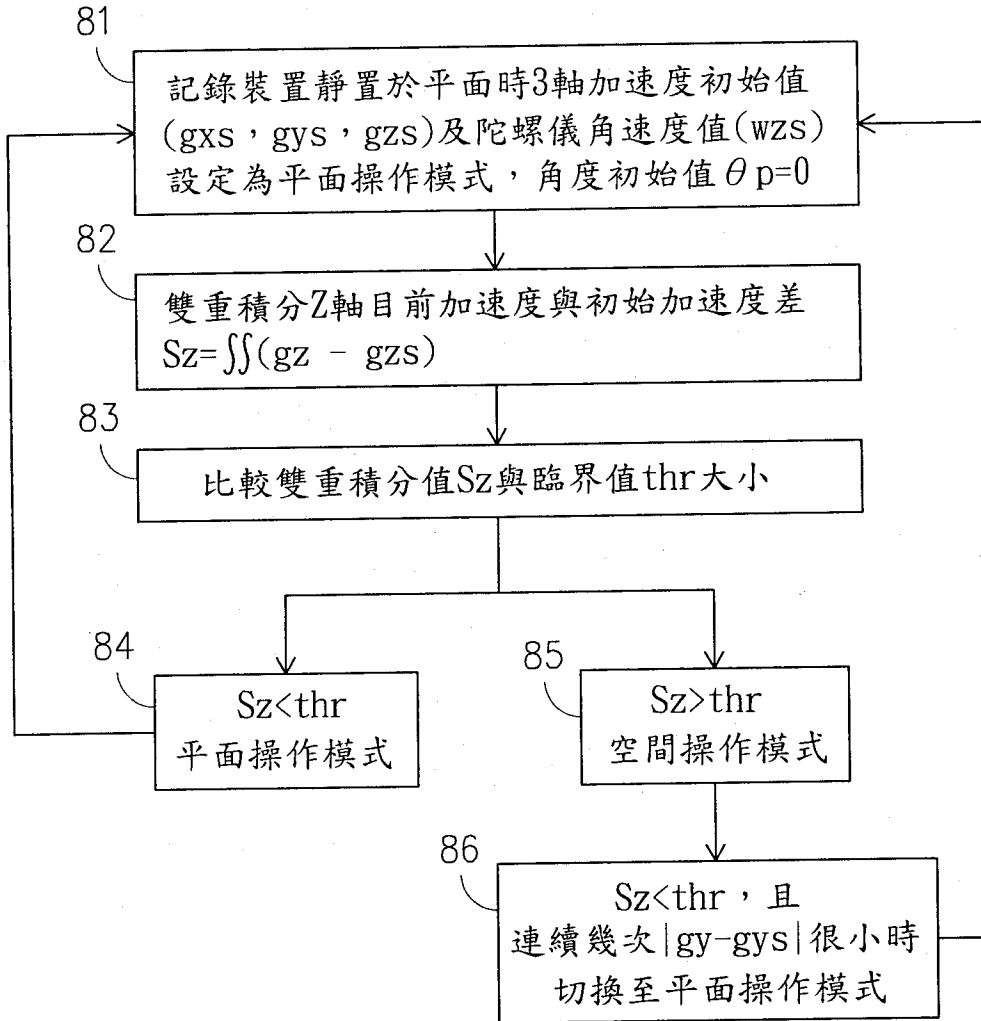 81
記錄裝置靜置於平面時3軸加速度初始值
(gxs，gys，gzs)及陀螺儀角速度值(wzs)
設定為平面操作模式，角度初始值θp=0
82
雙重積分Z軸目前加速度與初始加速度差
Sz=∬(gz - gzs)
83
比較雙重積分值Sz與臨界值thr大小
84
Sz<thr
平面操作模式
85
Sz>thr
空間操作模式
86
Sz<thr，且
連續幾次|gy-gys|很小時
切換至平面操作模式